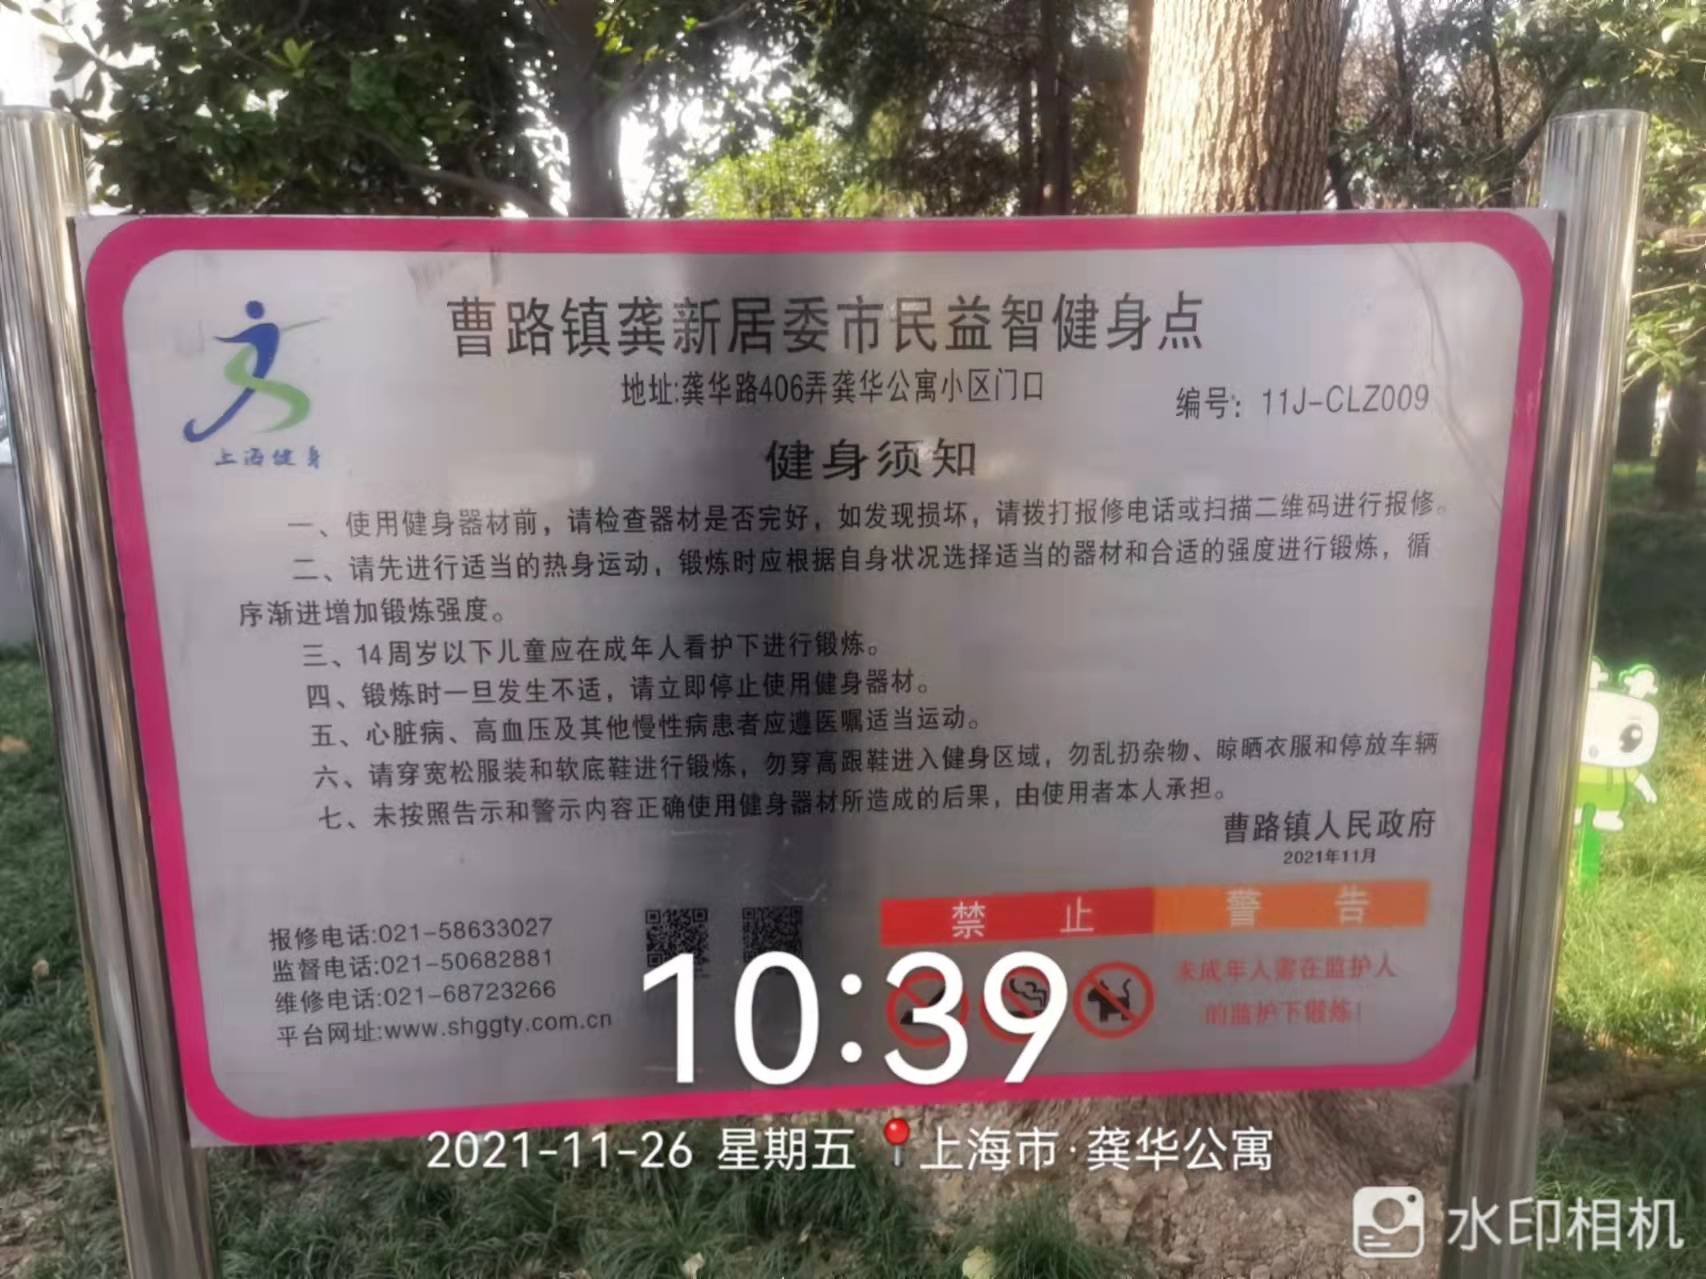 上海健身
曹路镇龚新居委市民益智健身点
地址:龚华路406弄龚华公寓小区门口
编号：11J-CLZ009
健身须知
一、使用健身器材前，请检查器材是否完好，如发现损坏，请拨打报修电话或扫描二维码进行报修。
二、请先进行适当的热身运动，锻炼时应根据自身状况选择适当的器材和合适的强度进行锻炼，循
序渐进增加锻炼强度。
三、14周岁以下儿童应在成年人看护下进行锻炼。
四、锻炼时一旦发生不适，请立即停止使用健身器材。
五、心脏病、高血压及其他慢性病患者应遵医嘱适当运动。
六、请穿宽松服装和软底鞋进行锻炼，勿穿高跟鞋进入健身区域，勿乱扔杂物、晾晒衣服和停放车辆
七、未按照告示和警示内容正确使用健身器材所造成的后果，由使用者本人承担。
曹路镇人民政府
2021年11月
报修电话:021-58633027
监督电话:021-50682881
维修电话:021-68723266
平台网址:www.shggty.com.cn
禁止
警告
未成年人需在监护人
的监护下锻炼！
10:39
2021-11-26 星期五 上海市·龚华公寓
水印相机